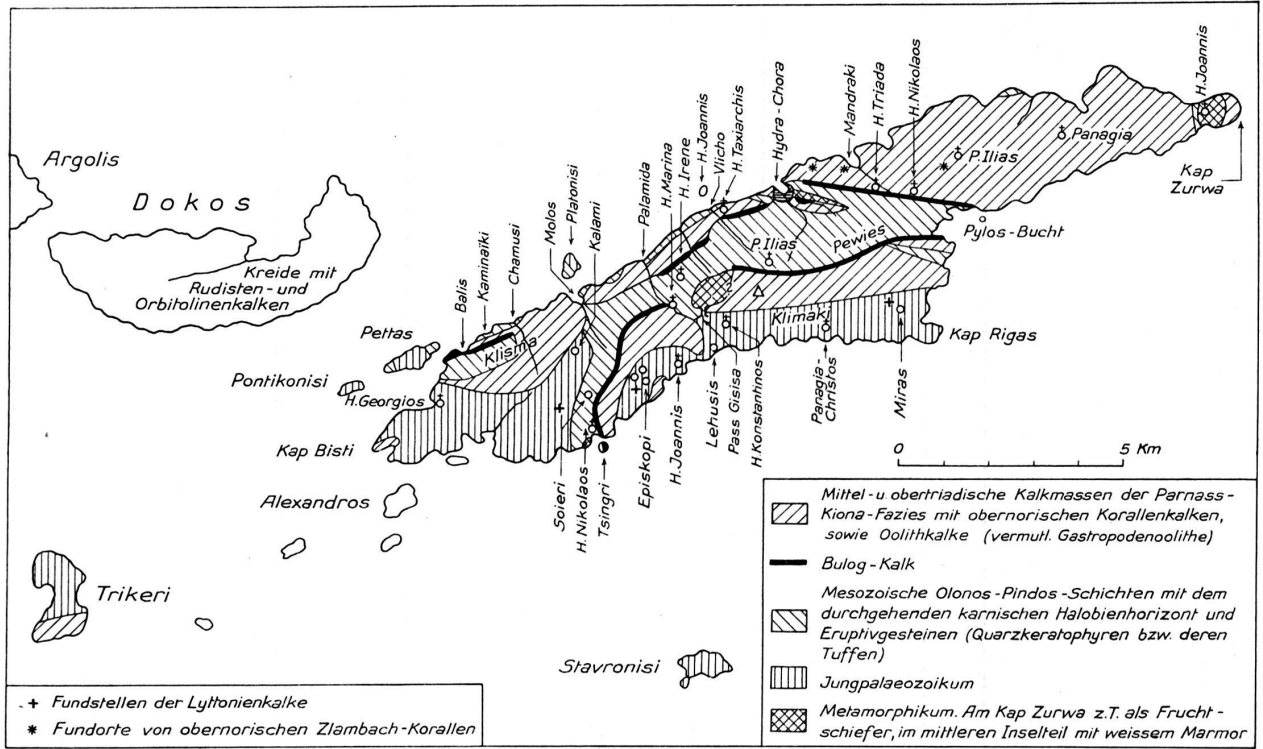 Argolis
Dokos
Kreide mit
Rudisten- und
Orbitolinenkalken
Pettas
Pontikonisi
H.Georgios
Kap Bisti
Alexandros
Trikeri
Stavronisi
Balis
Kaminaiki
Chamusi
Klisma
Molos
Platonisi
Kalami
Palamida
H.Marina
H.Irene
H.Joannis
Vlicho
H.Taxiarchis
Hydra-Chora
Mandraki
H.Triada
H.Nikolaos
P.Ilias
Panagia
H.Joannis
Kap
Zurwa
P.Ilias
Pewies
Pylos-Bucht
Klimaki
Kap Rigas
Soieri
H.Nikolaos
Tsingri
Episkopi
H.Joannis
Lehusis
Pass Gisisa
H.Konstantinos
Panagia-
Christos
Miras
0 5 Km
Mittel- u. obertriadische Kalkmassen der Parnass-
Kiona-Fazies mit obernorischen Korallenkalken,
sowie Oolithkalke (vermutl. Gastropodenoolithe)
Bulog-Kalk
Mesozoische Olonos-Pindos-Schichten mit dem
durchgehenden karnischen Halobienhorizont und
Eruptivgesteinen (Quarzkeratophyren bzw. deren
Tuffen)
Jungpalaeozoikum
Metamorphikum. Am Kap Zurwa z.T. als Frucht-
schiefer, im mittleren Inselteil mit weissem Marmor
+ Fundstellen der Lyttonienkalke
* Fundorte von obernorischen Zlambach-Korallen